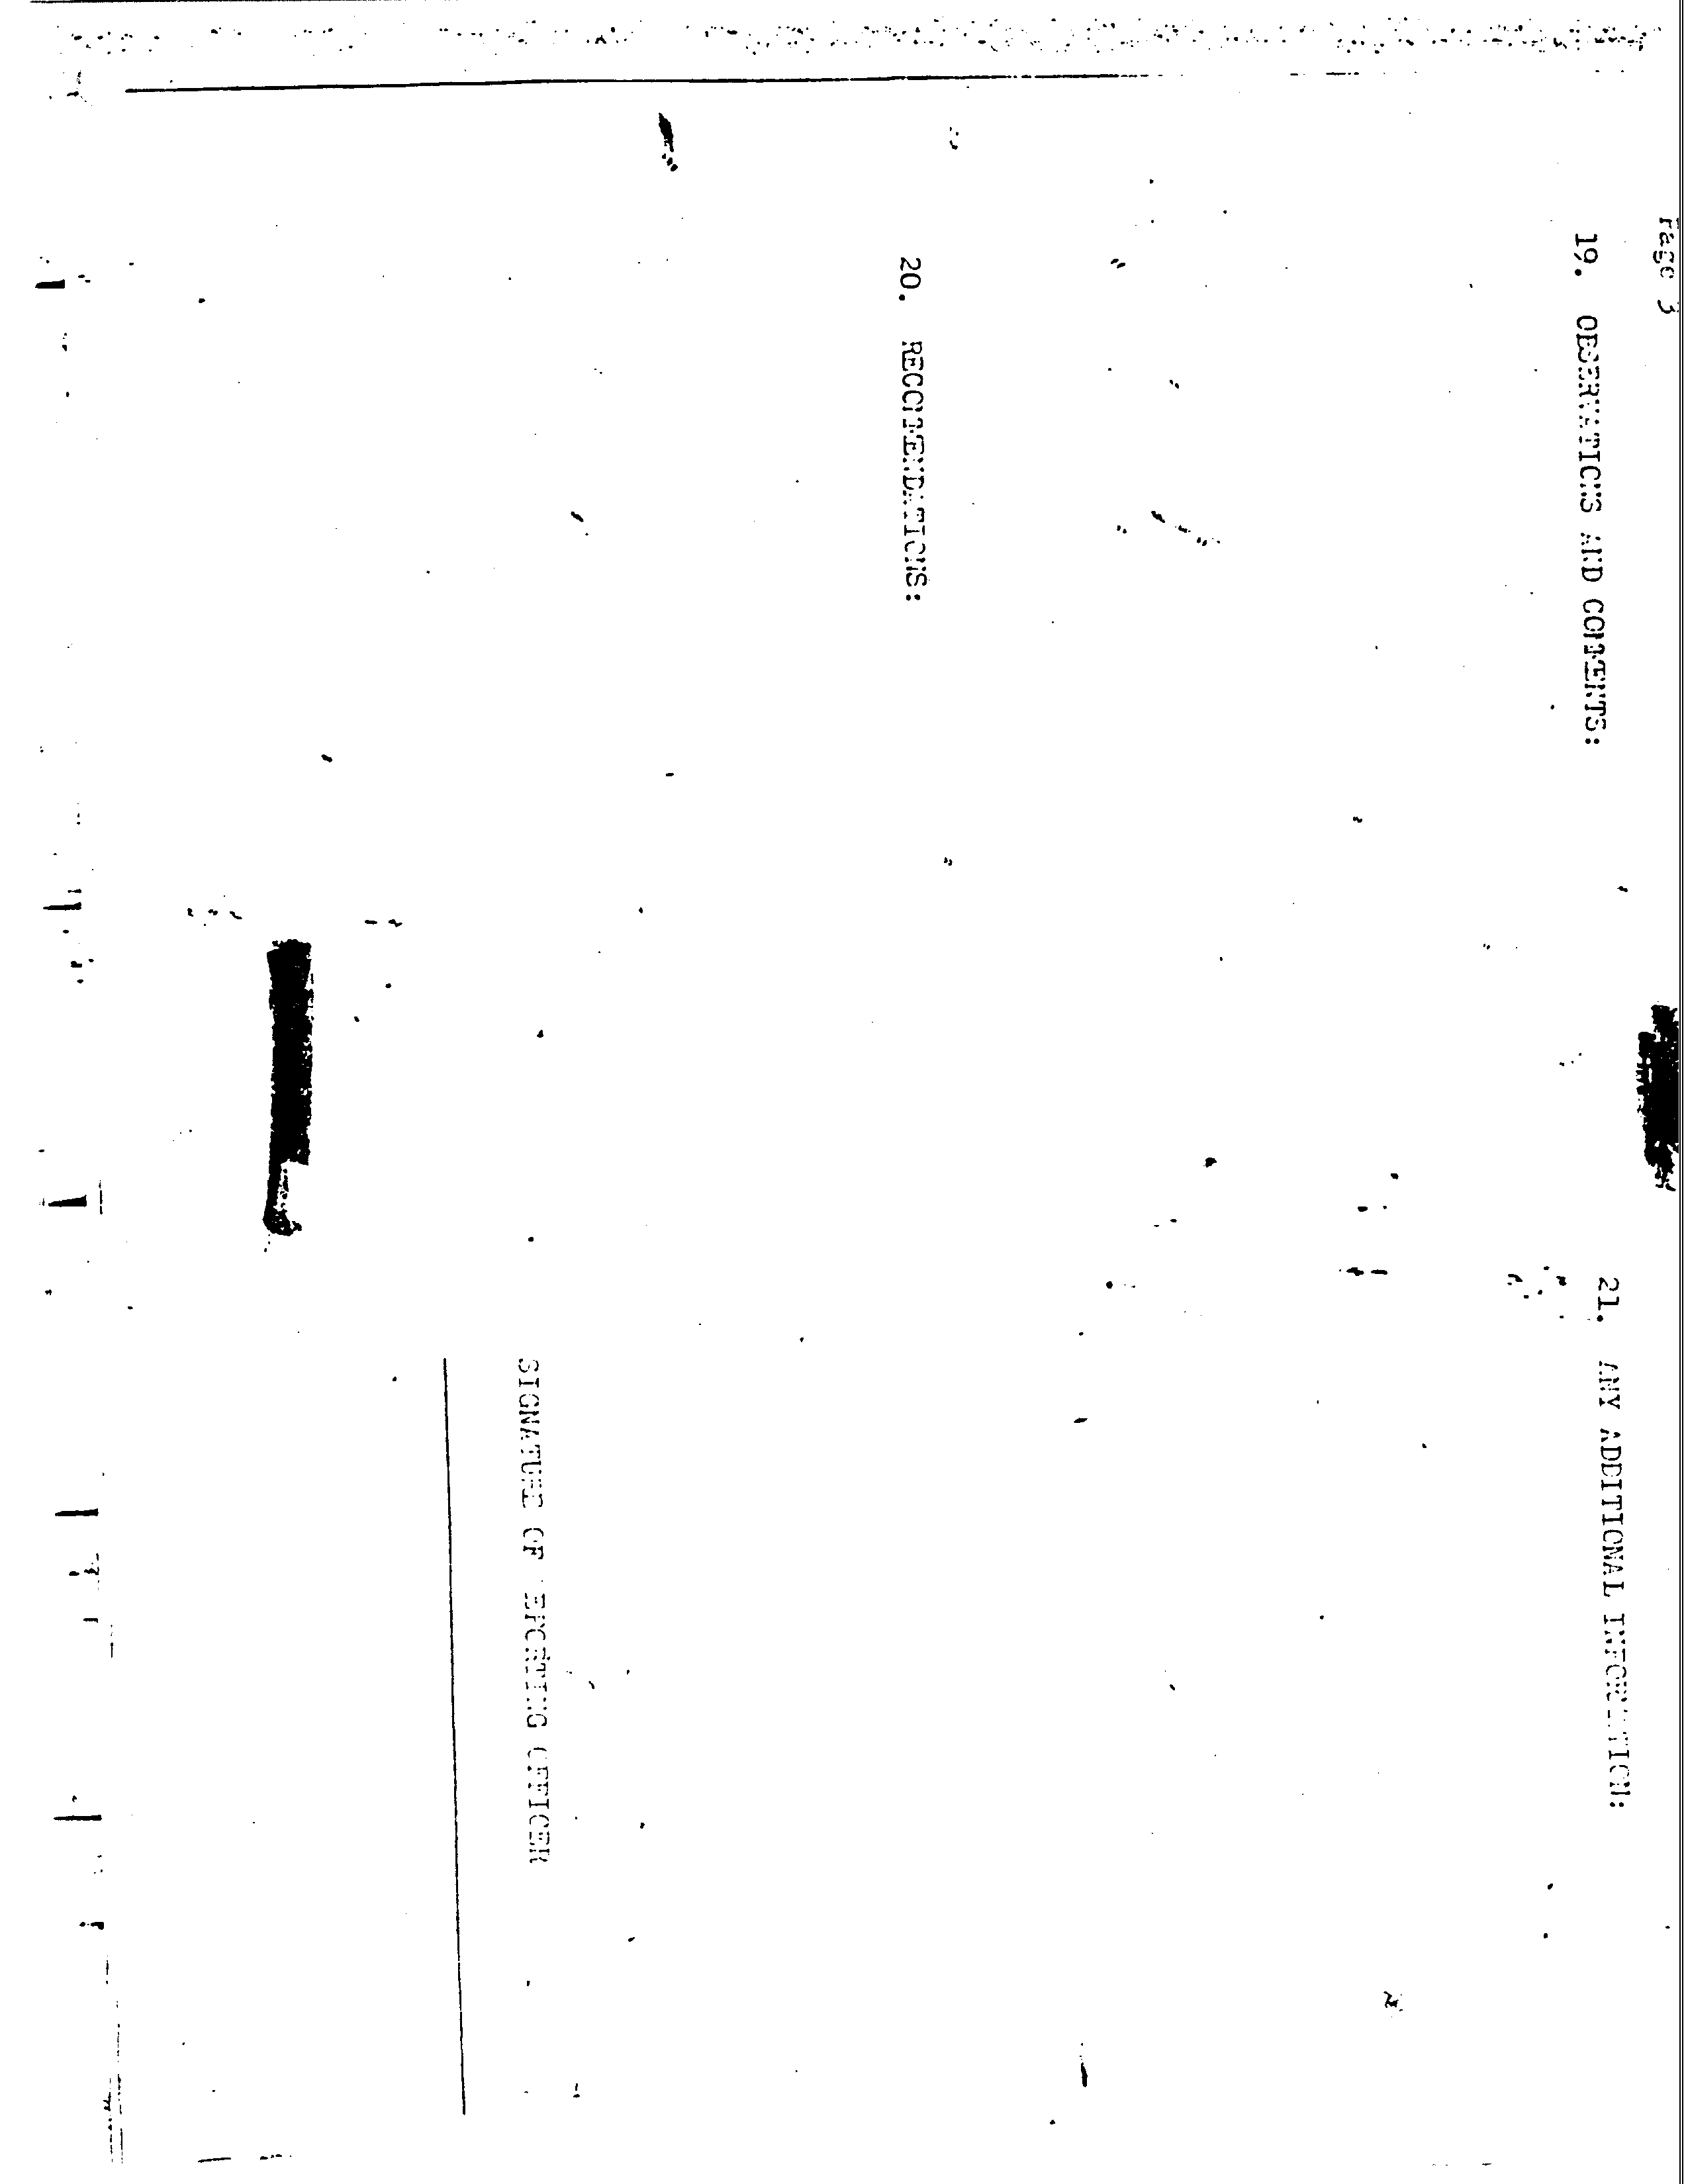 Page 3
19. OBSERVATIONS AND COMMENTS:
20. RECOMMENDATIONS:
21. ANY ADDITIONAL INFORMATION:
SIGNATURE OF REPORTING OFFICER